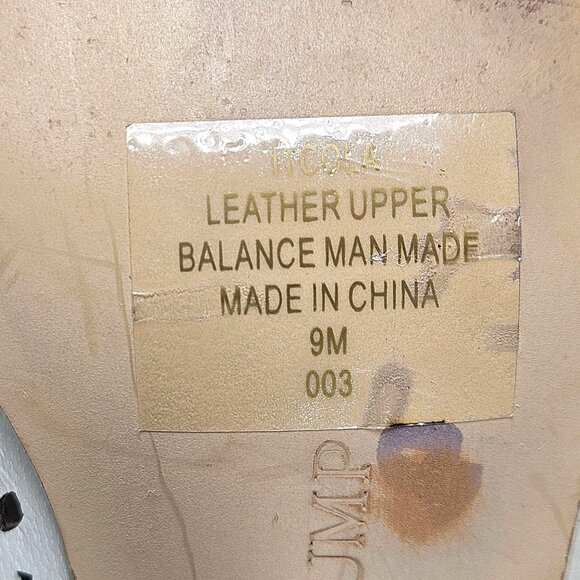 LEATHER UPPER
BALANCE MAN MADE
MADE IN CHINA
9M
003
UMP